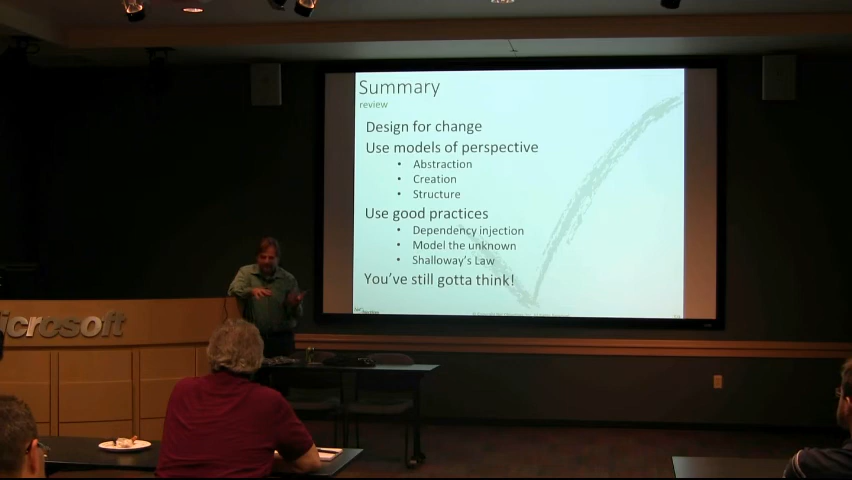 Summary
review
Design for change
Use models of perspective
• Abstraction
• Creation
• Structure
Use good practices
• Dependency injection
• Model the unknown
• Shalloway's Law
You've still gotta think!
icrosoft